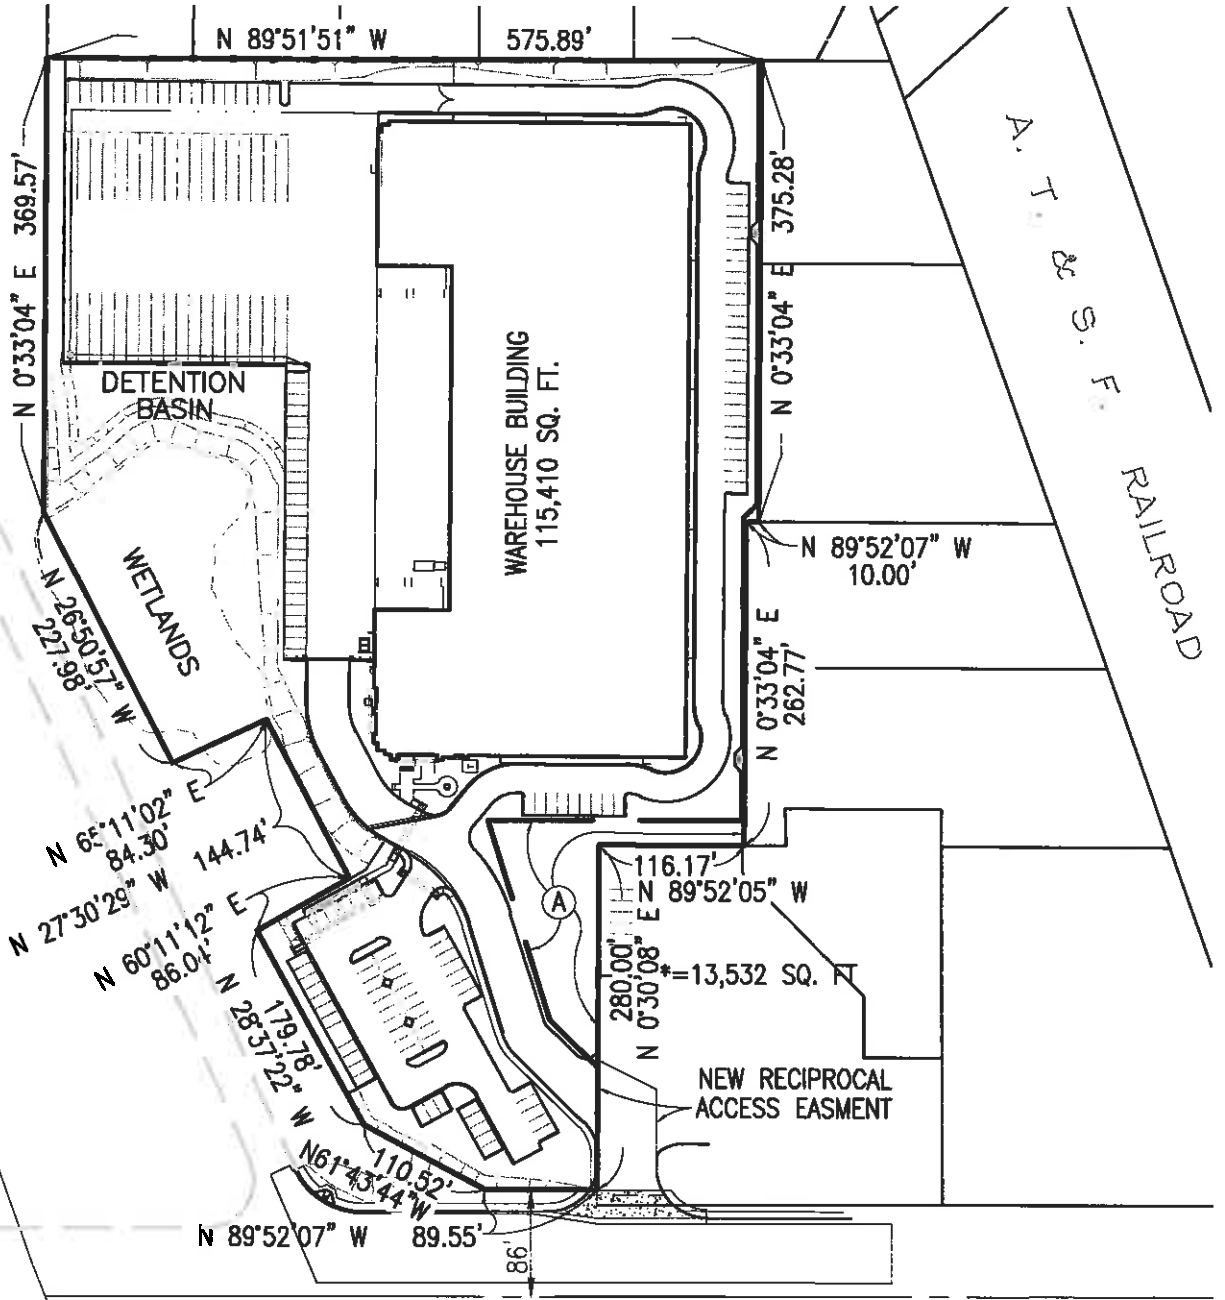 N 89°51'51" W 575.89'
N 0°33'04" E 369.57'
N 0°33'04" E 375.28'
A. T. & S. F. RAILROAD
DETENTION
BASIN
WAREHOUSE BUILDING
115,410 SQ. FT.
WETLANDS
N 26°50'57" W
227.98'
N 89°52'07" W
10.00'
N 0°33'04" E
262.77'
N 65°11'02" E
84.30'
N 27°30'29" W 144.74'
N 60°11'12" E
86.04'
116.17'
N 89°52'05" W
A
280.00'
N 0°30'08" E
*=13,532 SQ. FT
179.78'
N 28°37'22" W
NEW RECIPROCAL
ACCESS EASMENT
110.52'
N61°43'44"W
N 89°52'07" W 89.55'
86'